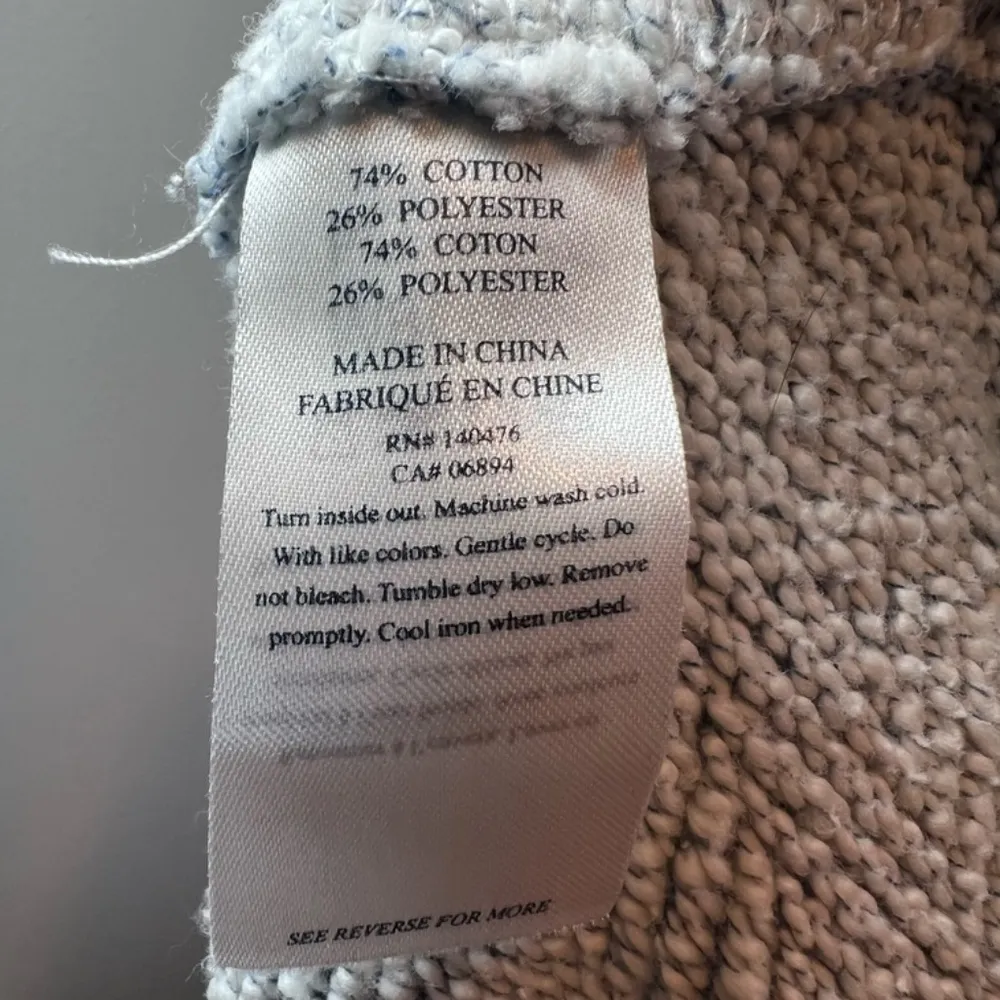 74% COTTON
26% POLYESTER
74% COTON
26% POLYESTER
MADE IN CHINA
FABRIQUÉ EN CHINE
RN# 140476
CA# 06894
Turn inside out. Machine wash cold.
With like colors. Gentle cycle. Do
not bleach. Tumble dry low. Remove
promptly. Cool iron when needed.
SEE REVERSE FOR MORE